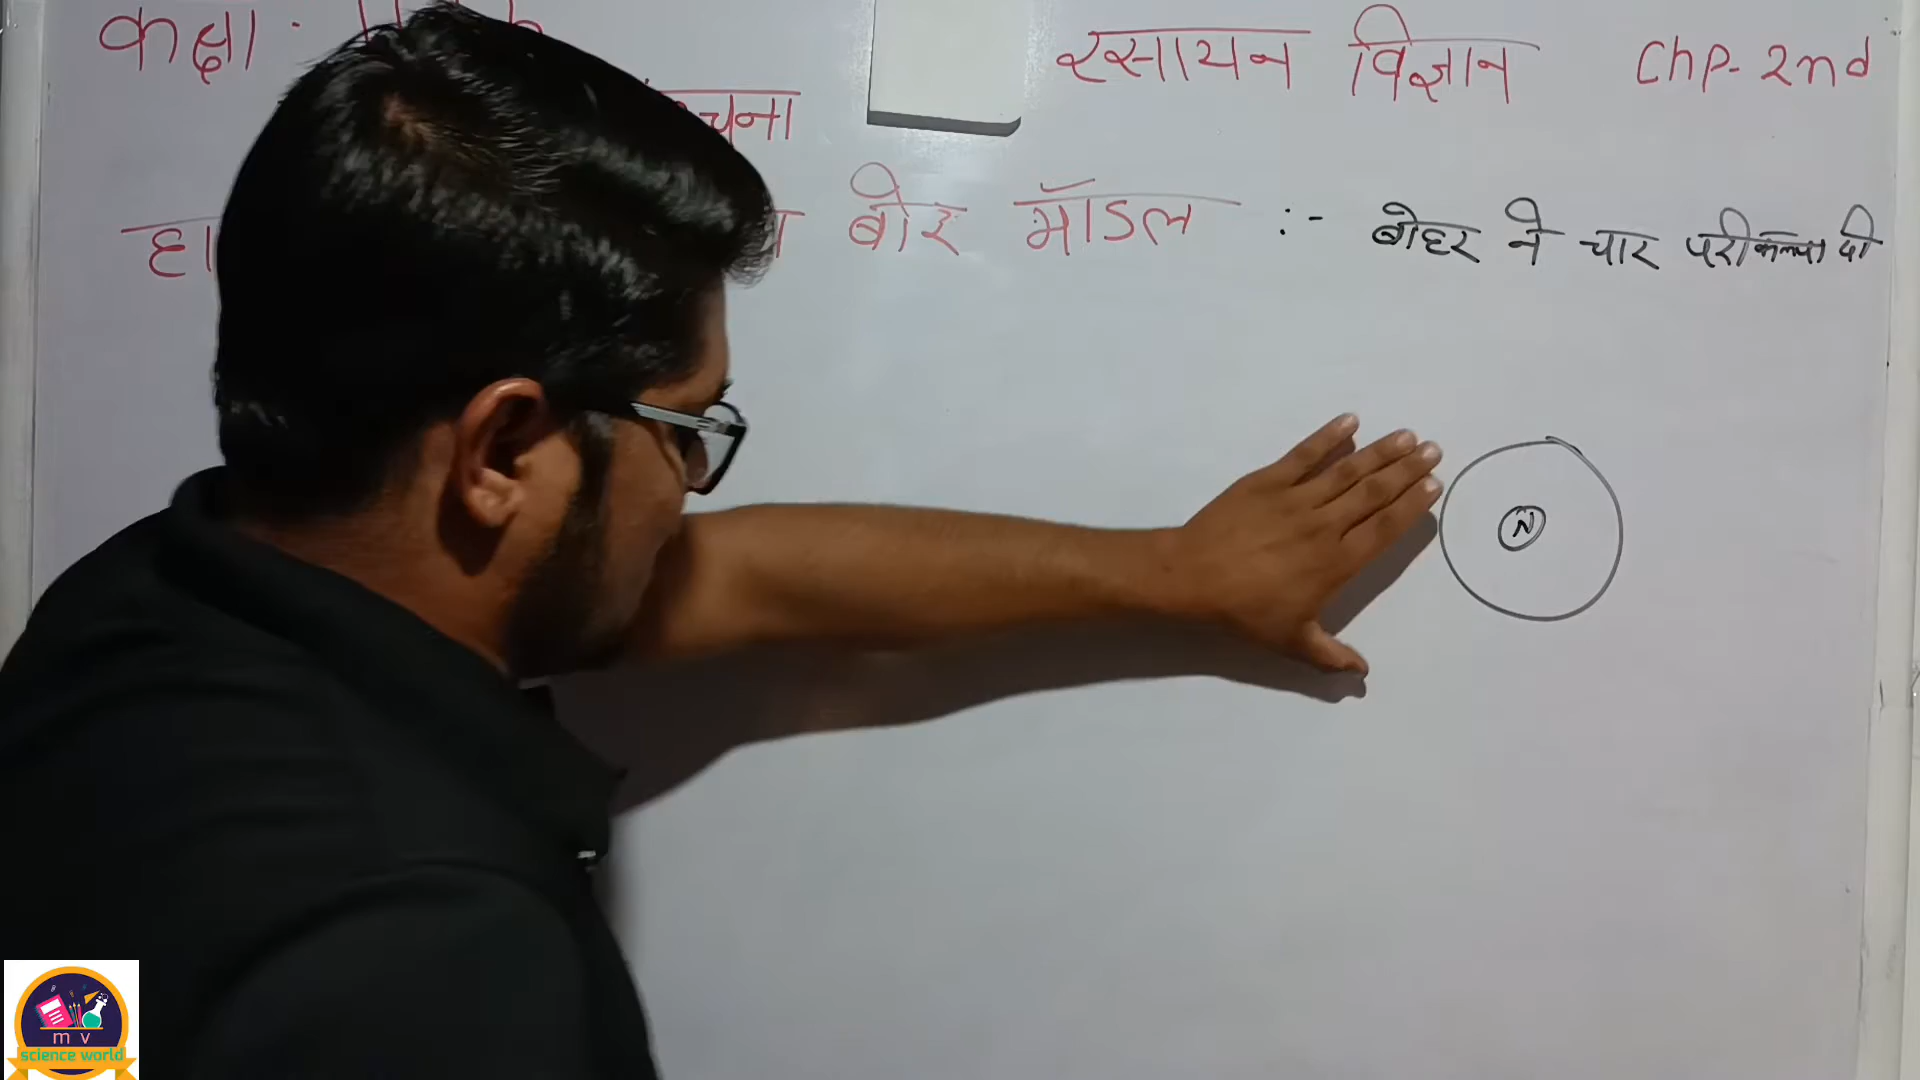 कक्षा रसायन विज्ञान Chp- 2nd
बोर मॉडल :- बोहर ने चार परीकल्पा दी
N
m v
science world